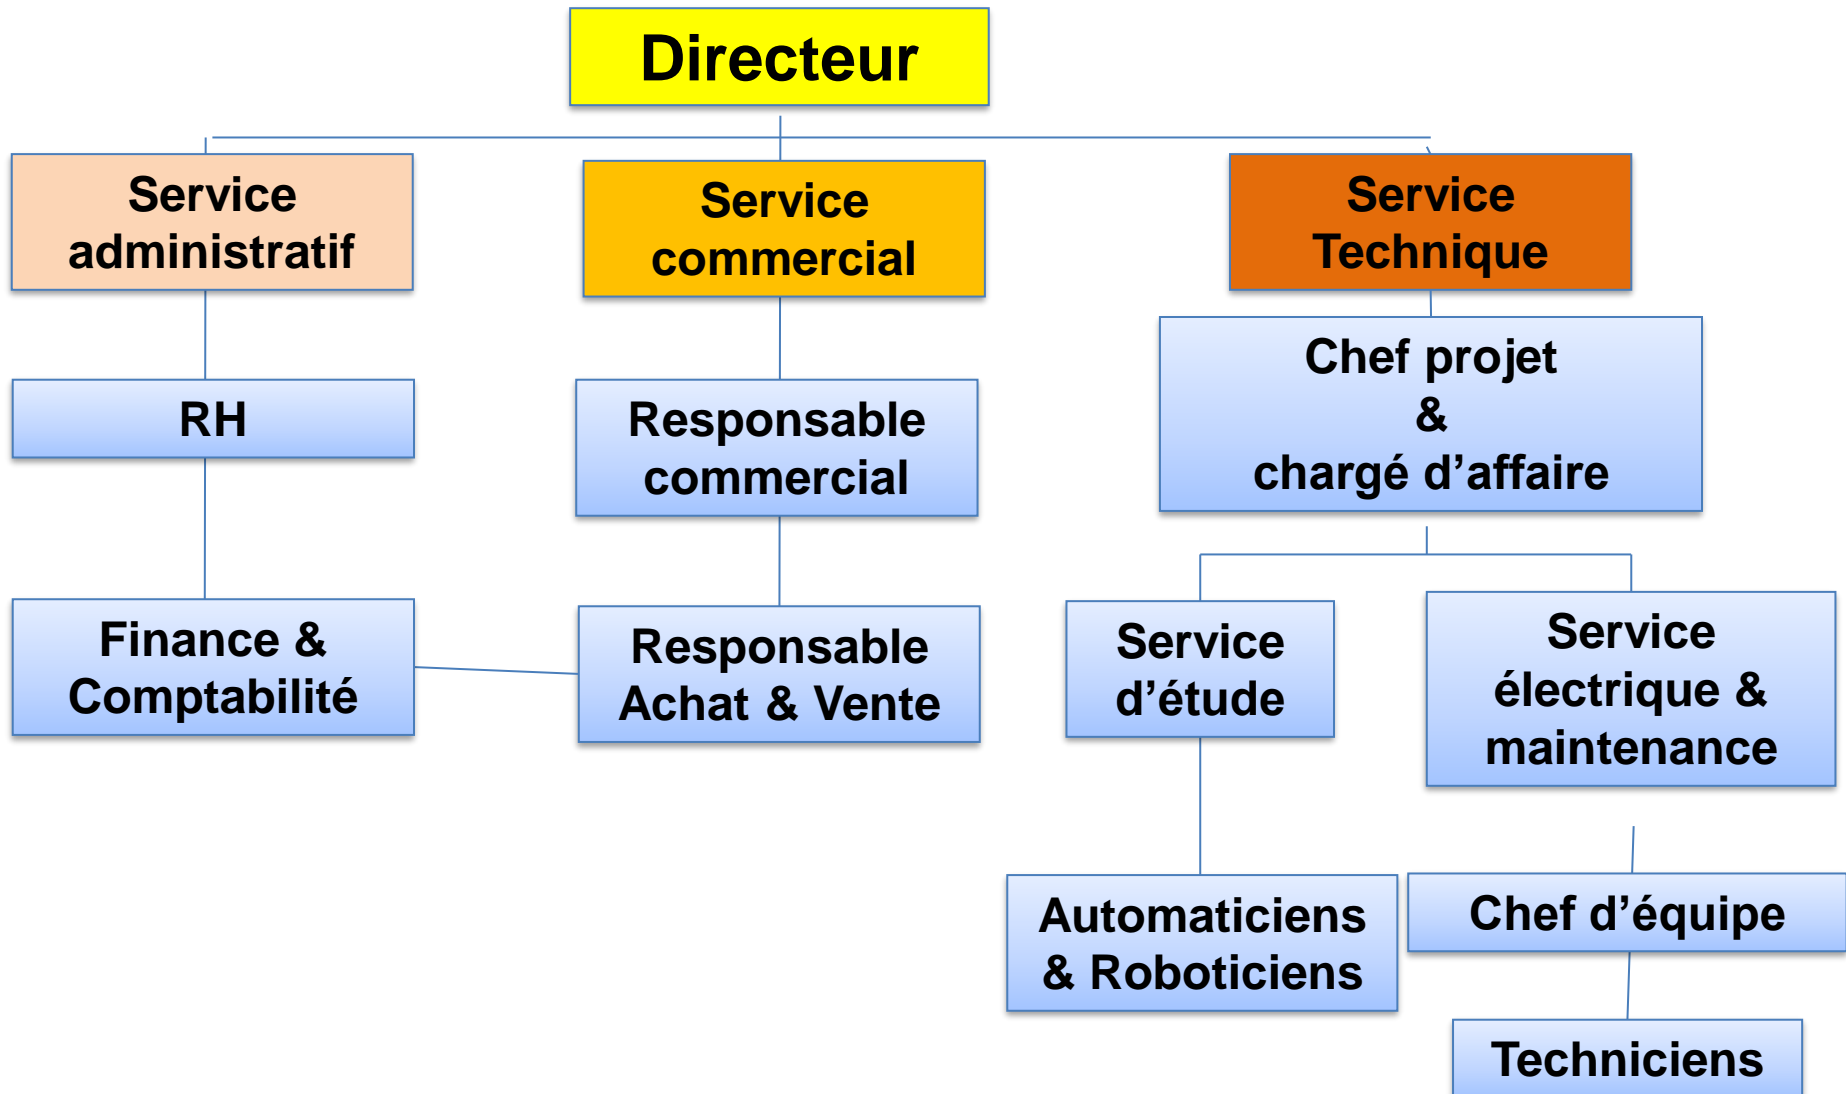 Directeur
Service
administratif
Service
commercial
Service
Technique
RH
Responsable
commercial
Chef projet
&
chargé d’affaire
Finance &
Comptabilité
Responsable
Achat & Vente
Service
d’étude
Service
électrique &
maintenance
Automaticiens
& Roboticiens
Chef d’équipe
Techniciens